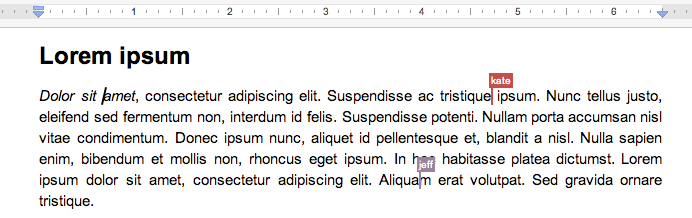 1 2 3 4 5 6
Lorem ipsum
kate
Dolor sit amet, consectetur adipiscing elit. Suspendisse ac tristique ipsum. Nunc tellus justo,
eleifend sed fermentum non, interdum id felis. Suspendisse potenti. Nullam porta accumsan nisl
vitae condimentum. Donec ipsum nunc, aliquet id pellentesque et, blandit a nisl. Nulla sapien
enim, bibendum et mollis non, rhoncus eget ipsum. In habitasse platea dictumst. Lorem
jeff
ipsum dolor sit amet, consectetur adipiscing elit. Aliquam erat volutpat. Sed gravida ornare
tristique.